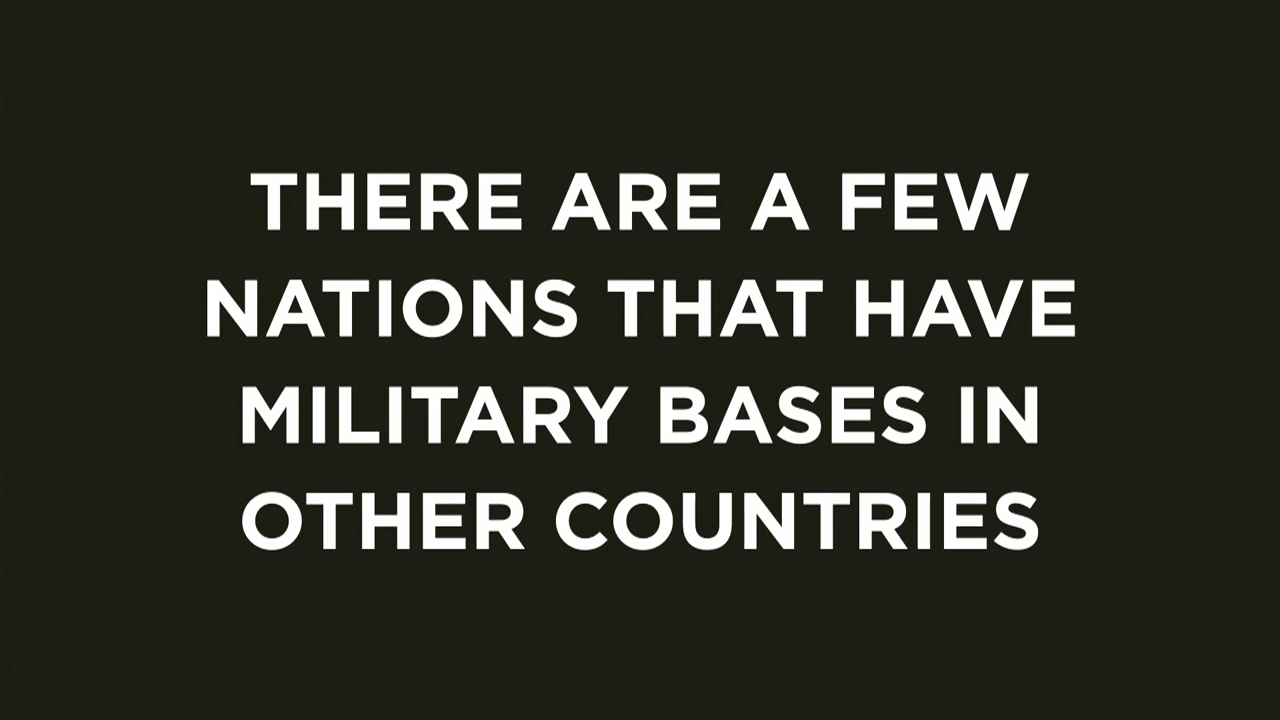 THERE ARE A FEW
NATIONS THAT HAVE
MILITARY BASES IN
OTHER COUNTRIES